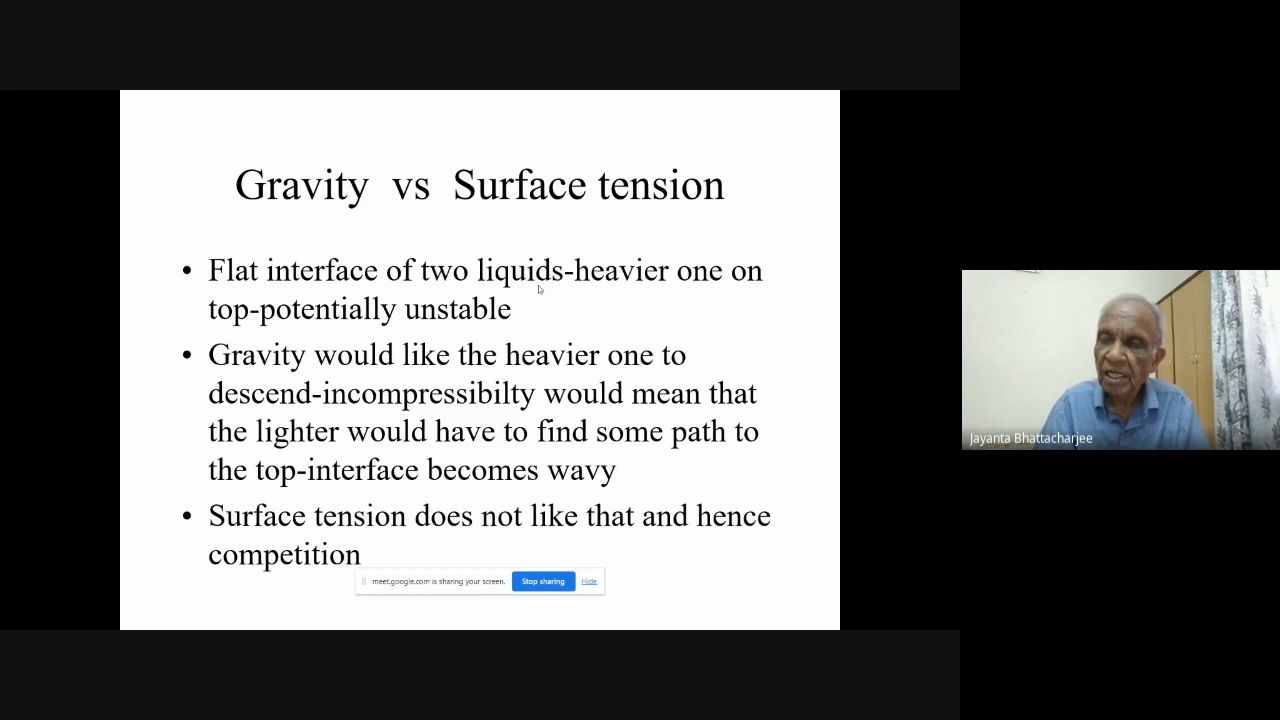 Gravity vs Surface tension
• Flat interface of two liquids-heavier one on
top-potentially unstable
• Gravity would like the heavier one to
descend-incompressibilty would mean that
the lighter would have to find some path to
the top-interface becomes wavy
• Surface tension does not like that and hence
competition
meet.google.com is sharing your screen. Stop sharing Hide
Jayanta Bhattacharjee